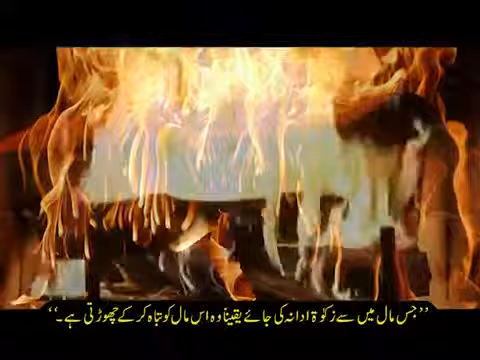 ’’جس مال میں سے زکوٰۃ ادا نہ کی جائے یقیناً وہ اس مال کو تباہ کر کے چھوڑتی ہے۔‘‘